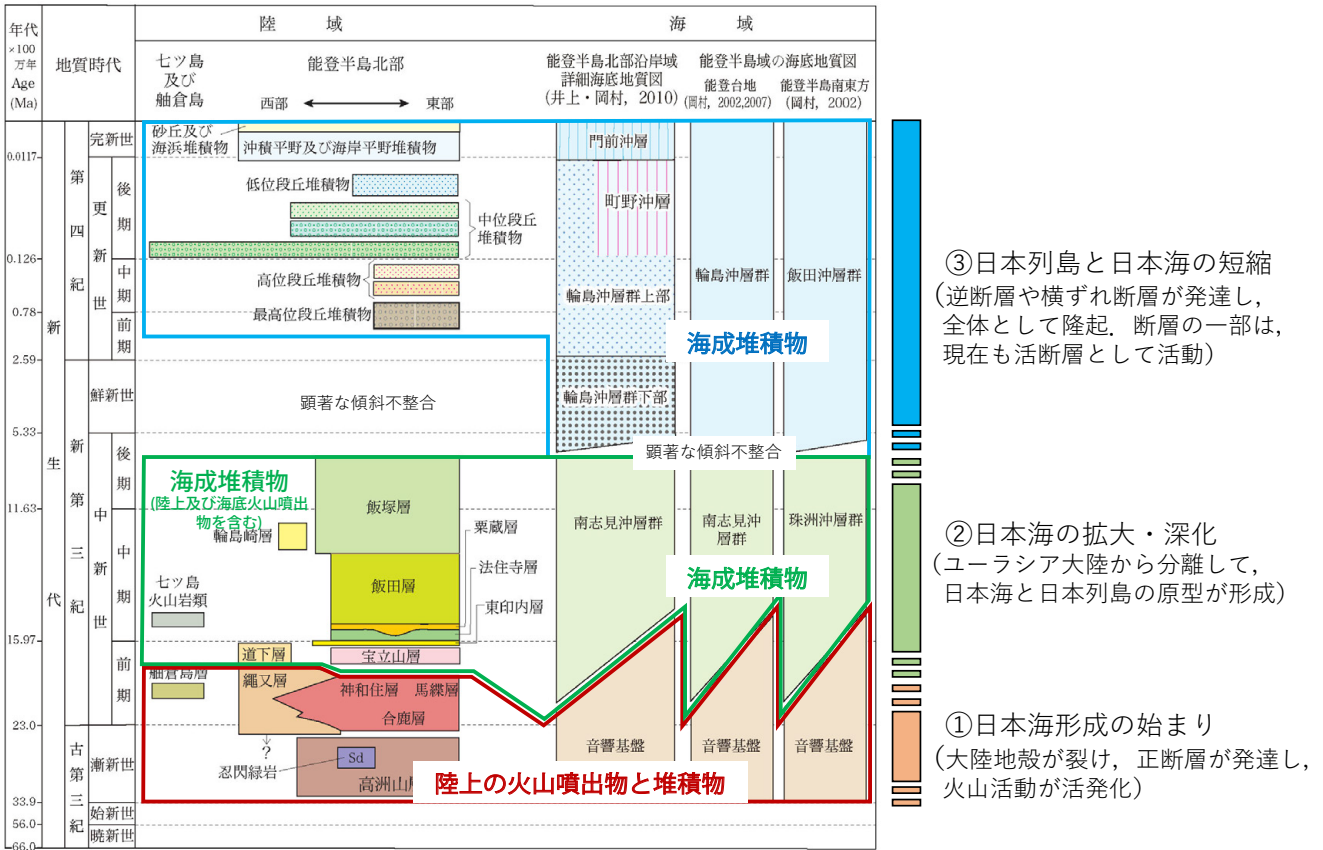 年代
×100
万年
Age
(Ma)
地質時代
陸 域
海 域
七ツ島
及び
舳倉島
能登半島北部
西部
東部
能登半島北部沿岸域
詳細海底地質図
(井上・岡村, 2010)
能登半島域の海底地質図
能登台地
(岡村, 2002,2007)
能登半島南東方
(岡村, 2002)
0.0117
0.126
0.78
2.59
5.33
11.63
15.97
23.0
33.9
56.0
66.0
新生代
第四紀
新第三紀
古第三紀
完新世
更新世
後期
中期
前期
鮮新世
中新世
後期
中期
前期
漸新世
始新世
暁新世
砂丘及び
海浜堆積物
沖積平野及び海岸平野堆積物
低位段丘堆積物
中位段丘
堆積物
高位段丘堆積物
最高位段丘堆積物
顕著な傾斜不整合
門前沖層
町野沖層
輪島沖層群上部
輪島沖層群下部
輪島沖層群
飯田沖層群
海成堆積物
顕著な傾斜不整合
海成堆積物
(陸上及び海底火山噴出
物を含む)
輪島崎層
飯塚層
粟蔵層
法住寺層
飯田層
東印内層
七ツ島
火山岩類
道下層
宝立山層
南志見沖層群
南志見沖
層群
珠洲沖層群
海成堆積物
舳倉島層
縄又層
神和住層
馬緤層
合鹿層
?
忍閃緑岩
Sd
高洲山層
音響基盤
音響基盤
音響基盤
陸上の火山噴出物と堆積物
③日本列島と日本海の短縮
(逆断層や横ずれ断層が発達し,
全体として隆起. 断層の一部は,
現在も活断層として活動)
②日本海の拡大・深化
(ユーラシア大陸から分離して,
日本海と日本列島の原型が形成)
①日本海形成の始まり
(大陸地殻が裂け, 正断層が発達し,
火山活動が活発化)